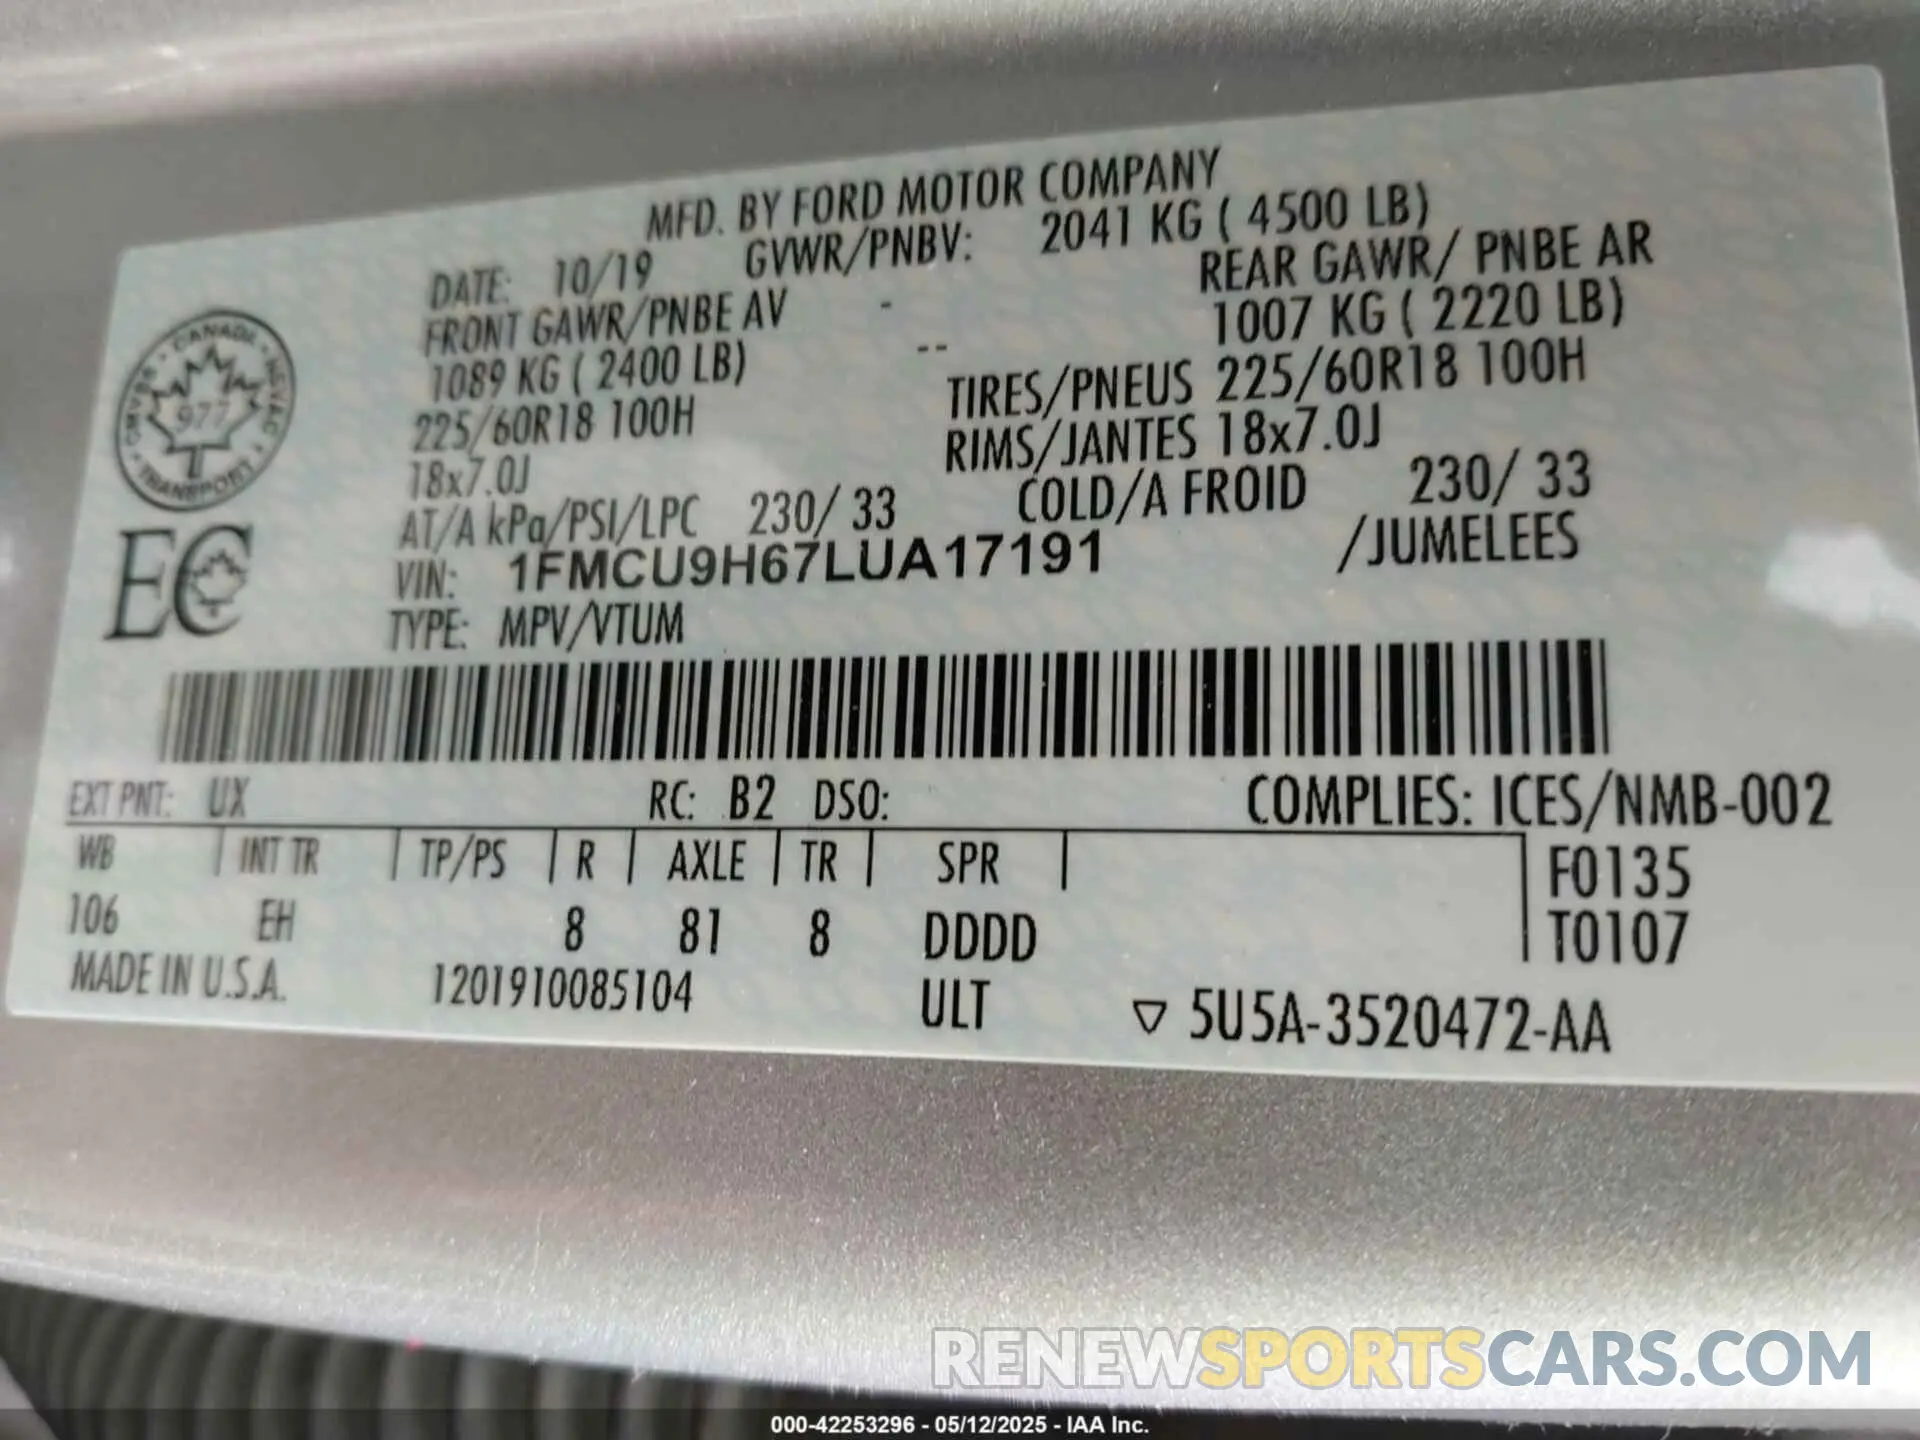 MFD. BY FORD MOTOR COMPANY
DATE: 10/19 GVWR/PNBV: 2041 KG ( 4500 LB)
FRONT GAWR/PNBE AV - REAR GAWR/ PNBE AR
1089 KG ( 2400 LB) -- 1007 KG ( 2220 LB)
225/60R18 100H TIRES/PNEUS 225/60R18 100H
18x7.0J RIMS/JANTES 18x7.0J
AT/A kPa/PSI/LPC 230/ 33 COLD/A FROID 230/ 33
VIN: 1FMCU9H67LUA17191 /JUMELEES
TYPE: MPV/VTUM
CANADA TRANSPORT
977
EC
EXT PNT: UX RC: B2 DSO: COMPLIES: ICES/NMB-002
WB | INT TR | TP/PS | R | AXLE | TR | SPR | F0135
106 EH 8 81 8 DDDD T0107
MADE IN U.S.A. 1201910085104 ULT ▽ 5U5A-3520472-AA
RENEWSPORTSCARS.COM
000-42253296 - 05/12/2025 - IAA Inc.